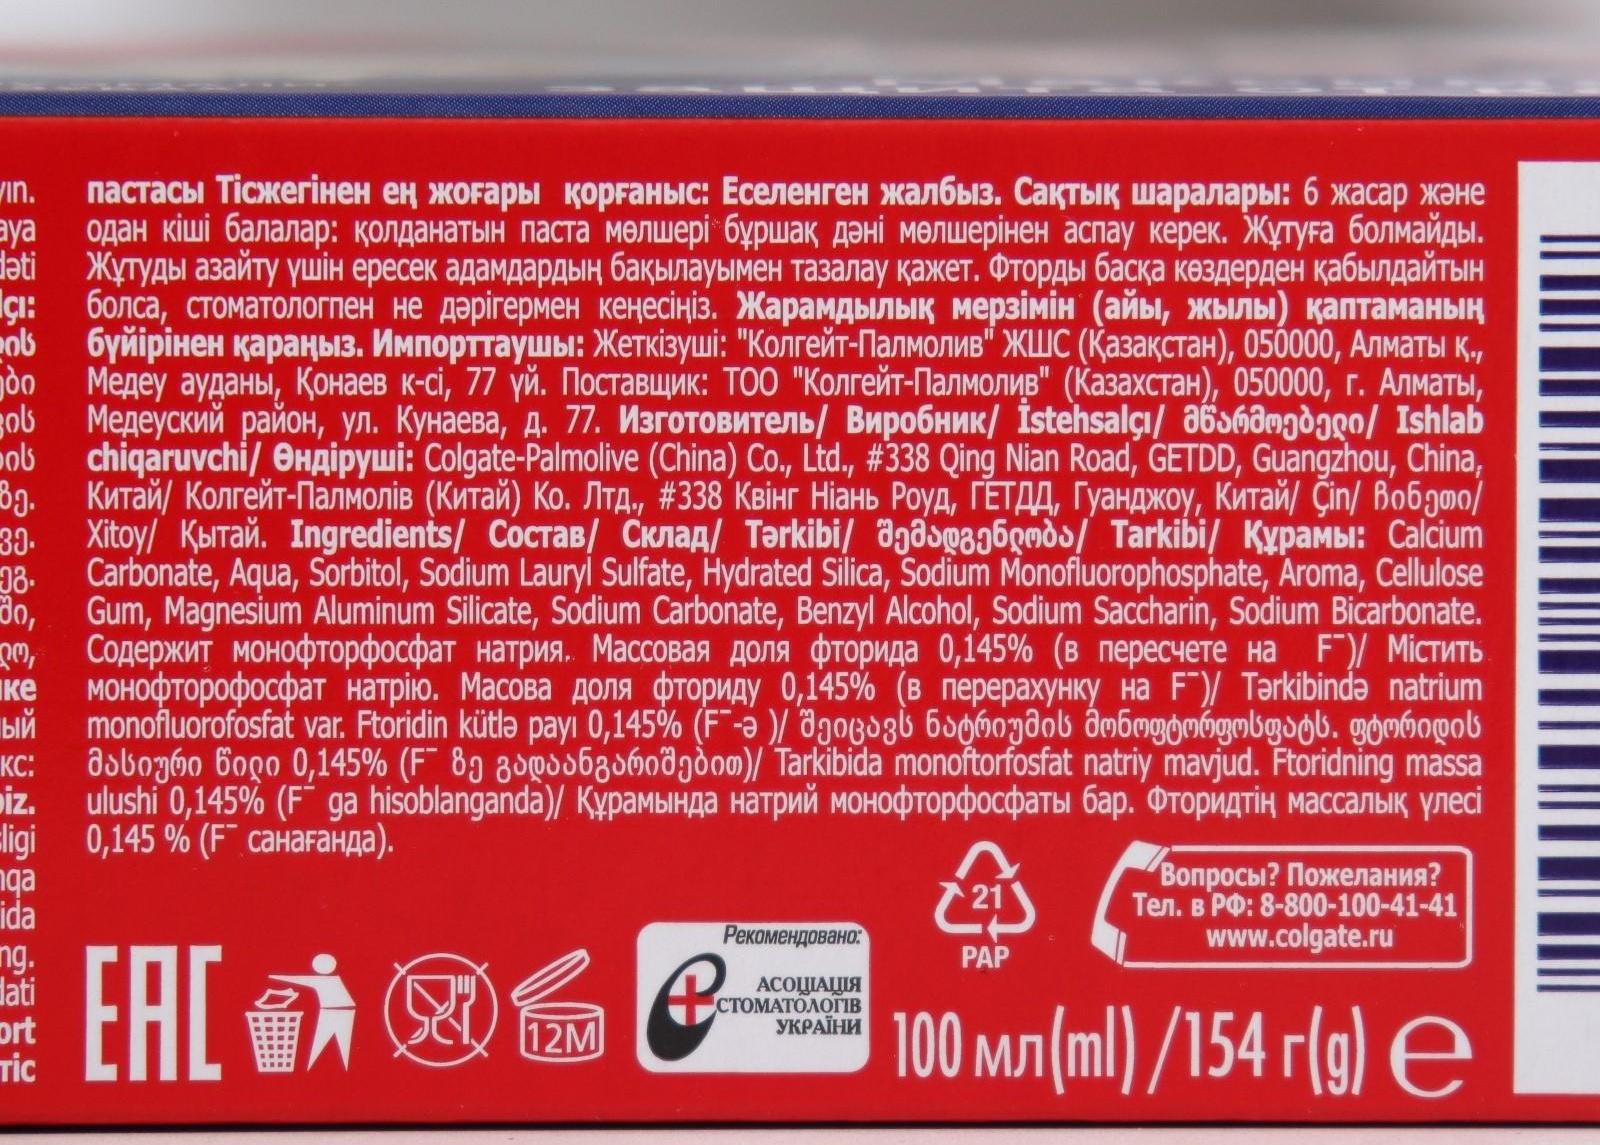 пастасы Тісжегінен ең жоғары қорғаныс: Еселенген жалбыз. Сақтық шаралары: 6 жасар және
одан кіші балалар: қолданатын паста мөлшері бұршақ дәні мөлшерінен аспау керек. Жұтуға болмайды.
Жұтуды азайту үшін ересек адамдардың бақылауымен тазалау қажет. Фторды басқа көздерден қабылдайтын
болса, стоматологпен не дәрігермен кеңесіңіз. Жарамдылық мерзімін (айы, жылы) қаптаманың
бүйірінен қараңыз. Импорттаушы: Жеткізуші: "Колгейт-Палмолив" ЖШС (Қазақстан), 050000, Алматы қ.,
Медеу ауданы, Қонаев к-сі, 77 үй. Поставщик: ТОО "Колгейт-Палмолив" (Казахстан), 050000, г. Алматы,
Медеуский район, ул. Кунаева, д. 77. Изготовитель/ Виробник/ İstehsalçı/ მწარმოებელი/ Ishlab
chiqaruvchi/ Өндіруші: Colgate-Palmolive (China) Co., Ltd., #338 Qing Nian Road, GETDD, Guangzhou, China,
Китай/ Колгейт-Палмолів (Китай) Ко. Лтд., #338 Квінг Ніань Роуд, ГЕТДД, Гуанджоу, Китай/ Çin/ ჩინეთი/
Xitoy/ Қытай. Ingredients/ Состав/ Склад/ Tərkibi/ შემადგენლობა/ Tarkibi/ Құрамы: Calcium
Carbonate, Aqua, Sorbitol, Sodium Lauryl Sulfate, Hydrated Silica, Sodium Monofluorophosphate, Aroma, Cellulose
Gum, Magnesium Aluminum Silicate, Sodium Carbonate, Benzyl Alcohol, Sodium Saccharin, Sodium Bicarbonate.
Содержит монофторфосфат натрия. Массовая доля фторида 0,145% (в пересчете на F⁻)/ Містить
монофторофосфат натрію. Масова доля фториду 0,145% (в перерахунку на F⁻)/ Tərkibində natrium
monofluorofosfat var. Ftoridin kütlə payı 0,145% (F⁻-ə )/ შეიცავს ნატრიუმის მონოფტორფოსფატს. ფტორიდის
მასიური წილი 0,145% (F⁻ ზე გადაანგარიშებით)/ Tarkibida monoftorfosfat natriy mavjud. Ftoridning massa
ulushi 0,145% (F⁻ ga hisoblanganda)/ Құрамында натрий монофторфосфаты бар. Фторидтің массалық үлесі
0,145 % (F⁻ санағанда).
21
PAP
Вопросы? Пожелания?
Тел. в РФ: 8-800-100-41-41
www.colgate.ru
EAC
12M
Рекомендовано:
АСОЦІАЦІЯ
СТОМАТОЛОГІВ
УКРАЇНИ
100 мл(ml) /154 г(g) e